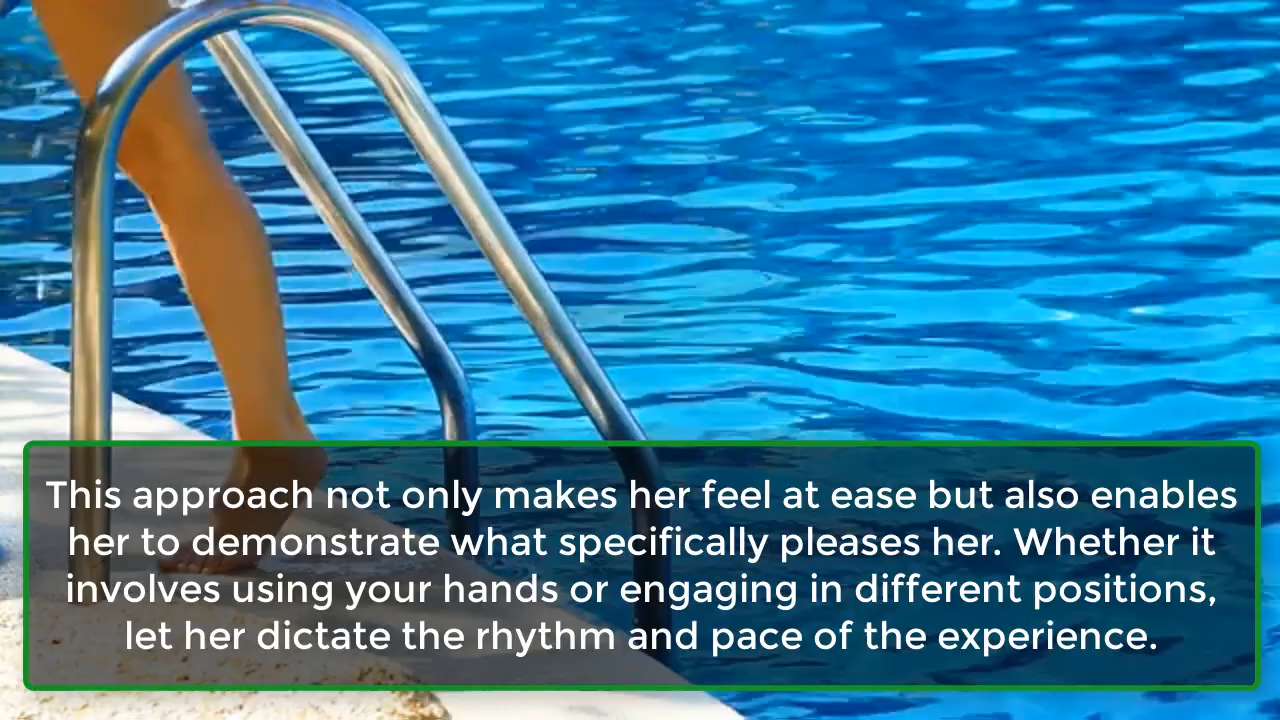 This approach not only makes her feel at ease but also enables
her to demonstrate what specifically pleases her. Whether it
involves using your hands or engaging in different positions,
let her dictate the rhythm and pace of the experience.